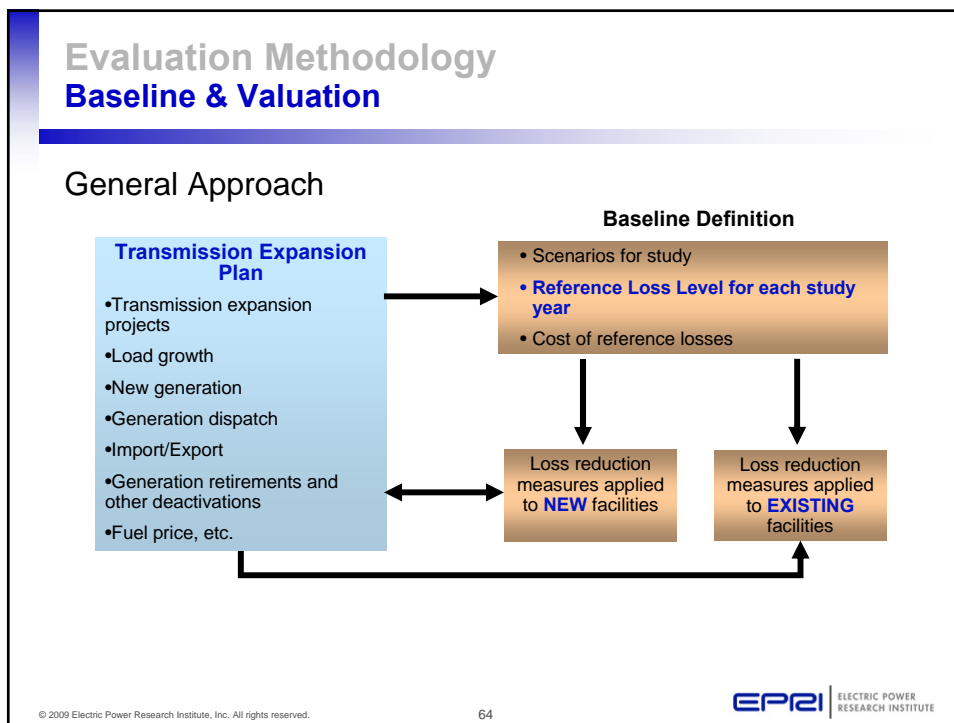 Evaluation Methodology
Baseline & Valuation
General Approach
Transmission Expansion
Plan
•Transmission expansion
projects
•Load growth
•New generation
•Generation dispatch
•Import/Export
•Generation retirements and
other deactivations
•Fuel price, etc.
Baseline Definition
• Scenarios for study
• Reference Loss Level for each study
year
• Cost of reference losses
Loss reduction
measures applied
to NEW facilities
Loss reduction
measures applied
to EXISTING
facilities
© 2009 Electric Power Research Institute, Inc. All rights reserved.
64
EPRI
ELECTRIC POWER
RESEARCH INSTITUTE